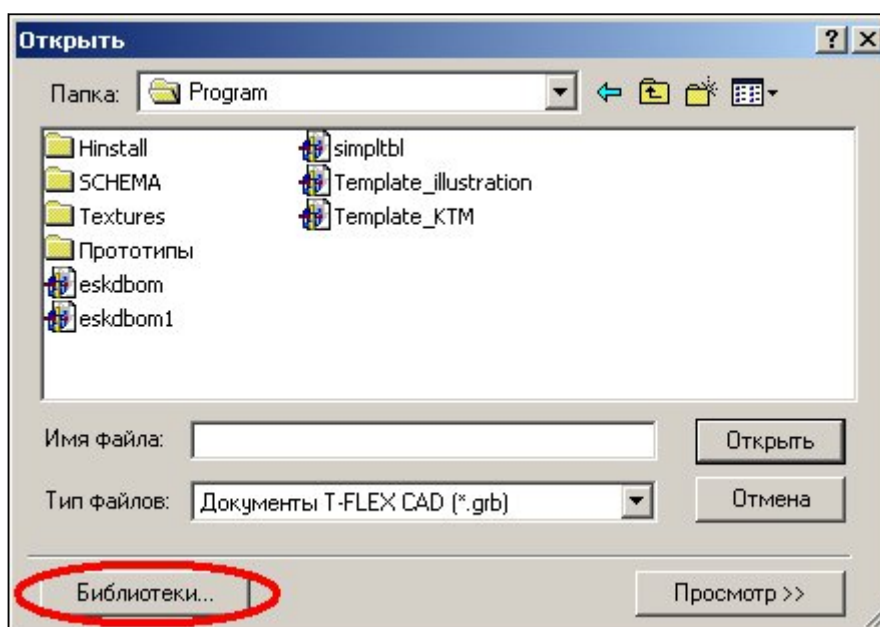 Открыть
Папка: Program
Hinstall simpltbl
SCHEMA Template_illustration
Textures Template_KTM
Прототипы
eskdbom
eskdbom1
Имя файла: Открыть
Тип файлов: Документы T-FLEX CAD (*.grb) Отмена
Библиотеки... Просмотр >>